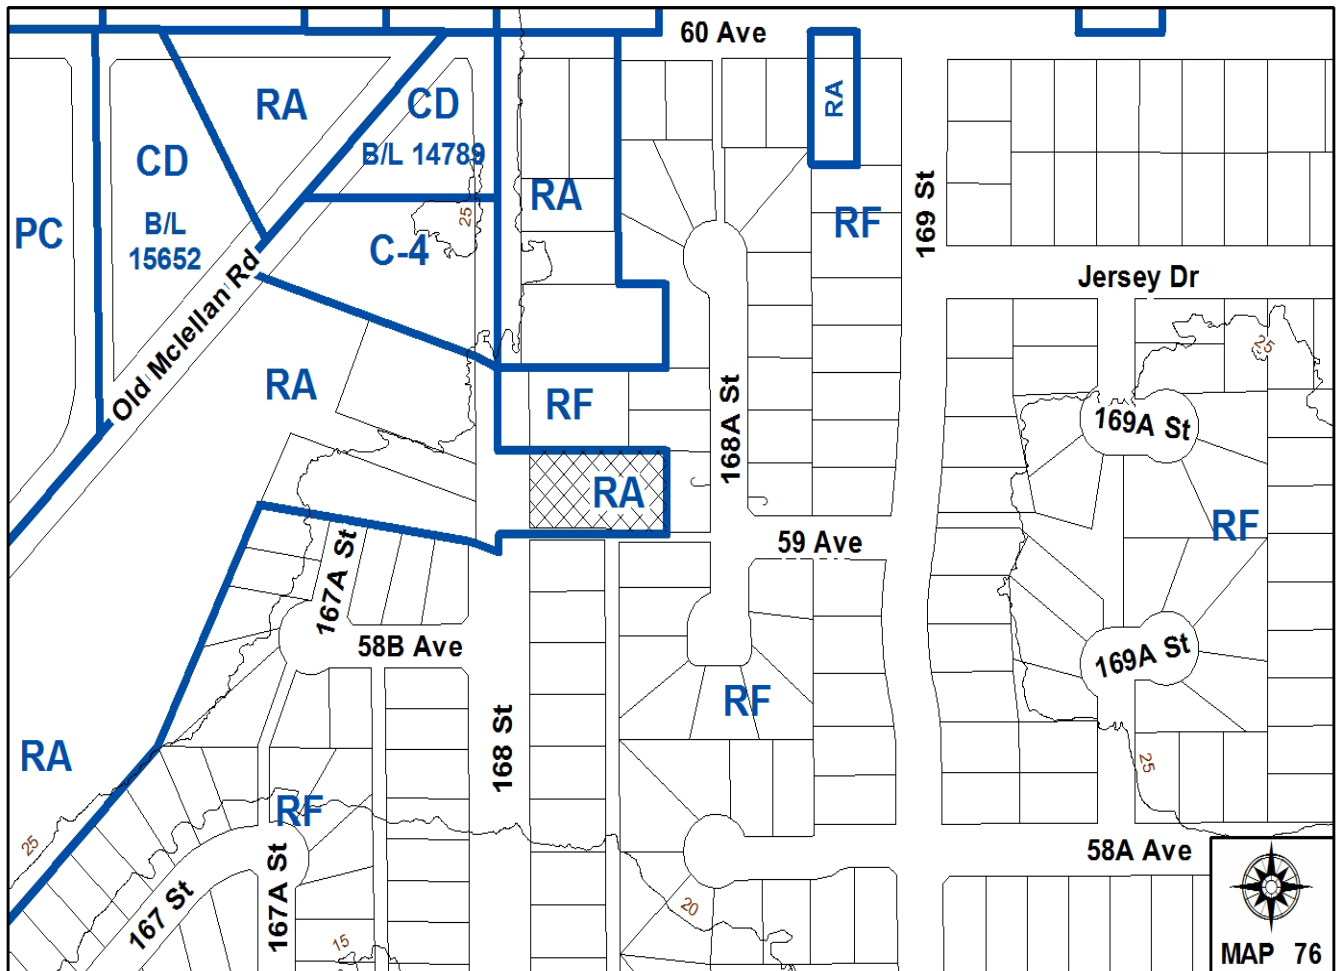 60 Ave
RA
CD
B/L 14789
RA
CD
B/L
15652
RA
169 St
RF
PC
25
C-4
Old Mclellan Rd
Jersey Dr
25
RA
RF
168A St
169A St
RA
RF
59 Ave
167A St
58B Ave
169A St
RF
168 St
RA
25
RF
25
58A Ave
167A St
167 St
20
15
MAP 76